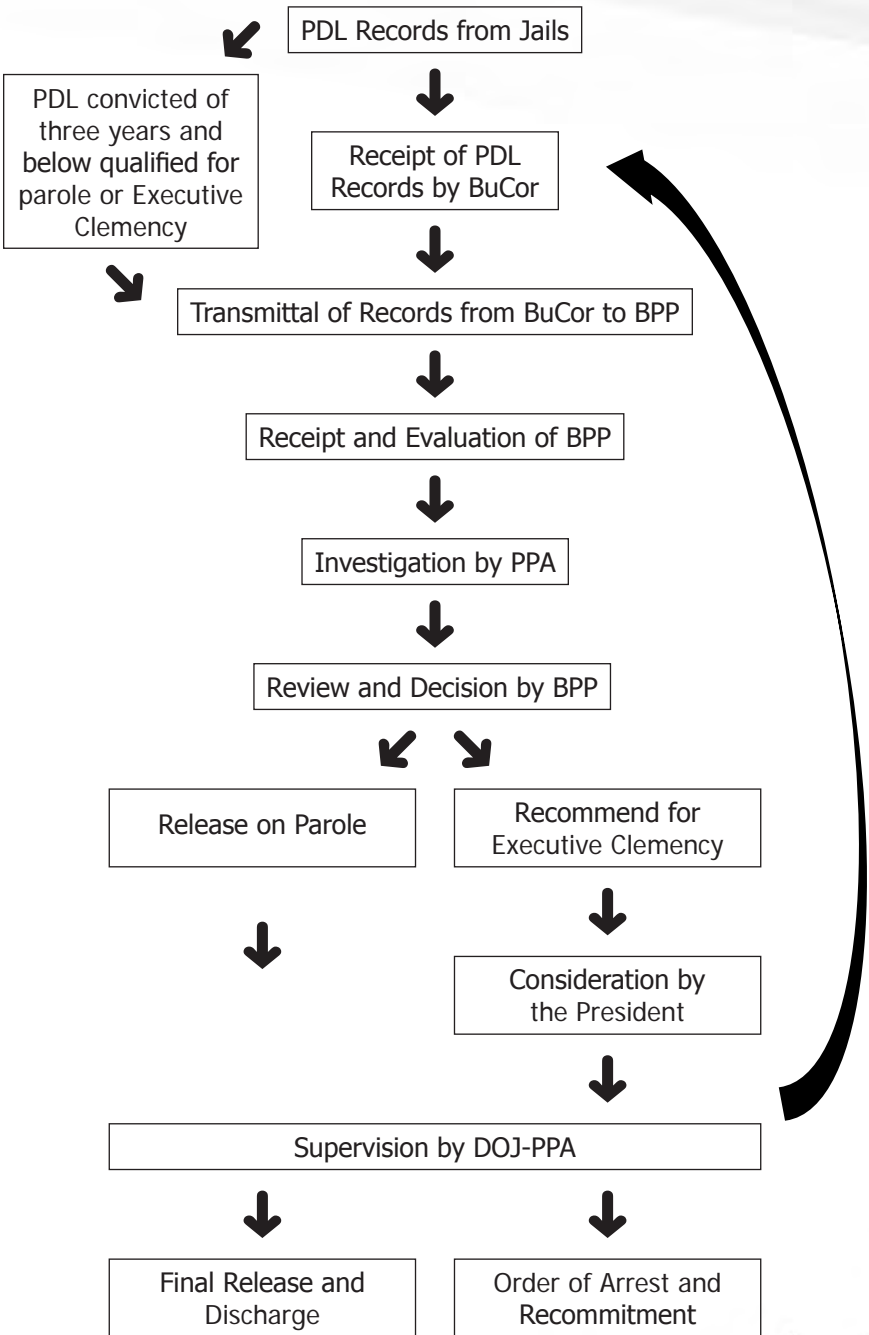 PDL Records from Jails
PDL convicted of
three years and
below qualified for
parole or Executive
Clemency
Receipt of PDL
Records by BuCor
Transmittal of Records from BuCor to BPP
Receipt and Evaluation of BPP
Investigation by PPA
Review and Decision by BPP
Release on Parole
Recommend for
Executive Clemency
Consideration by
the President
Supervision by DOJ-PPA
Final Release and
Discharge
Order of Arrest and
Recommitment